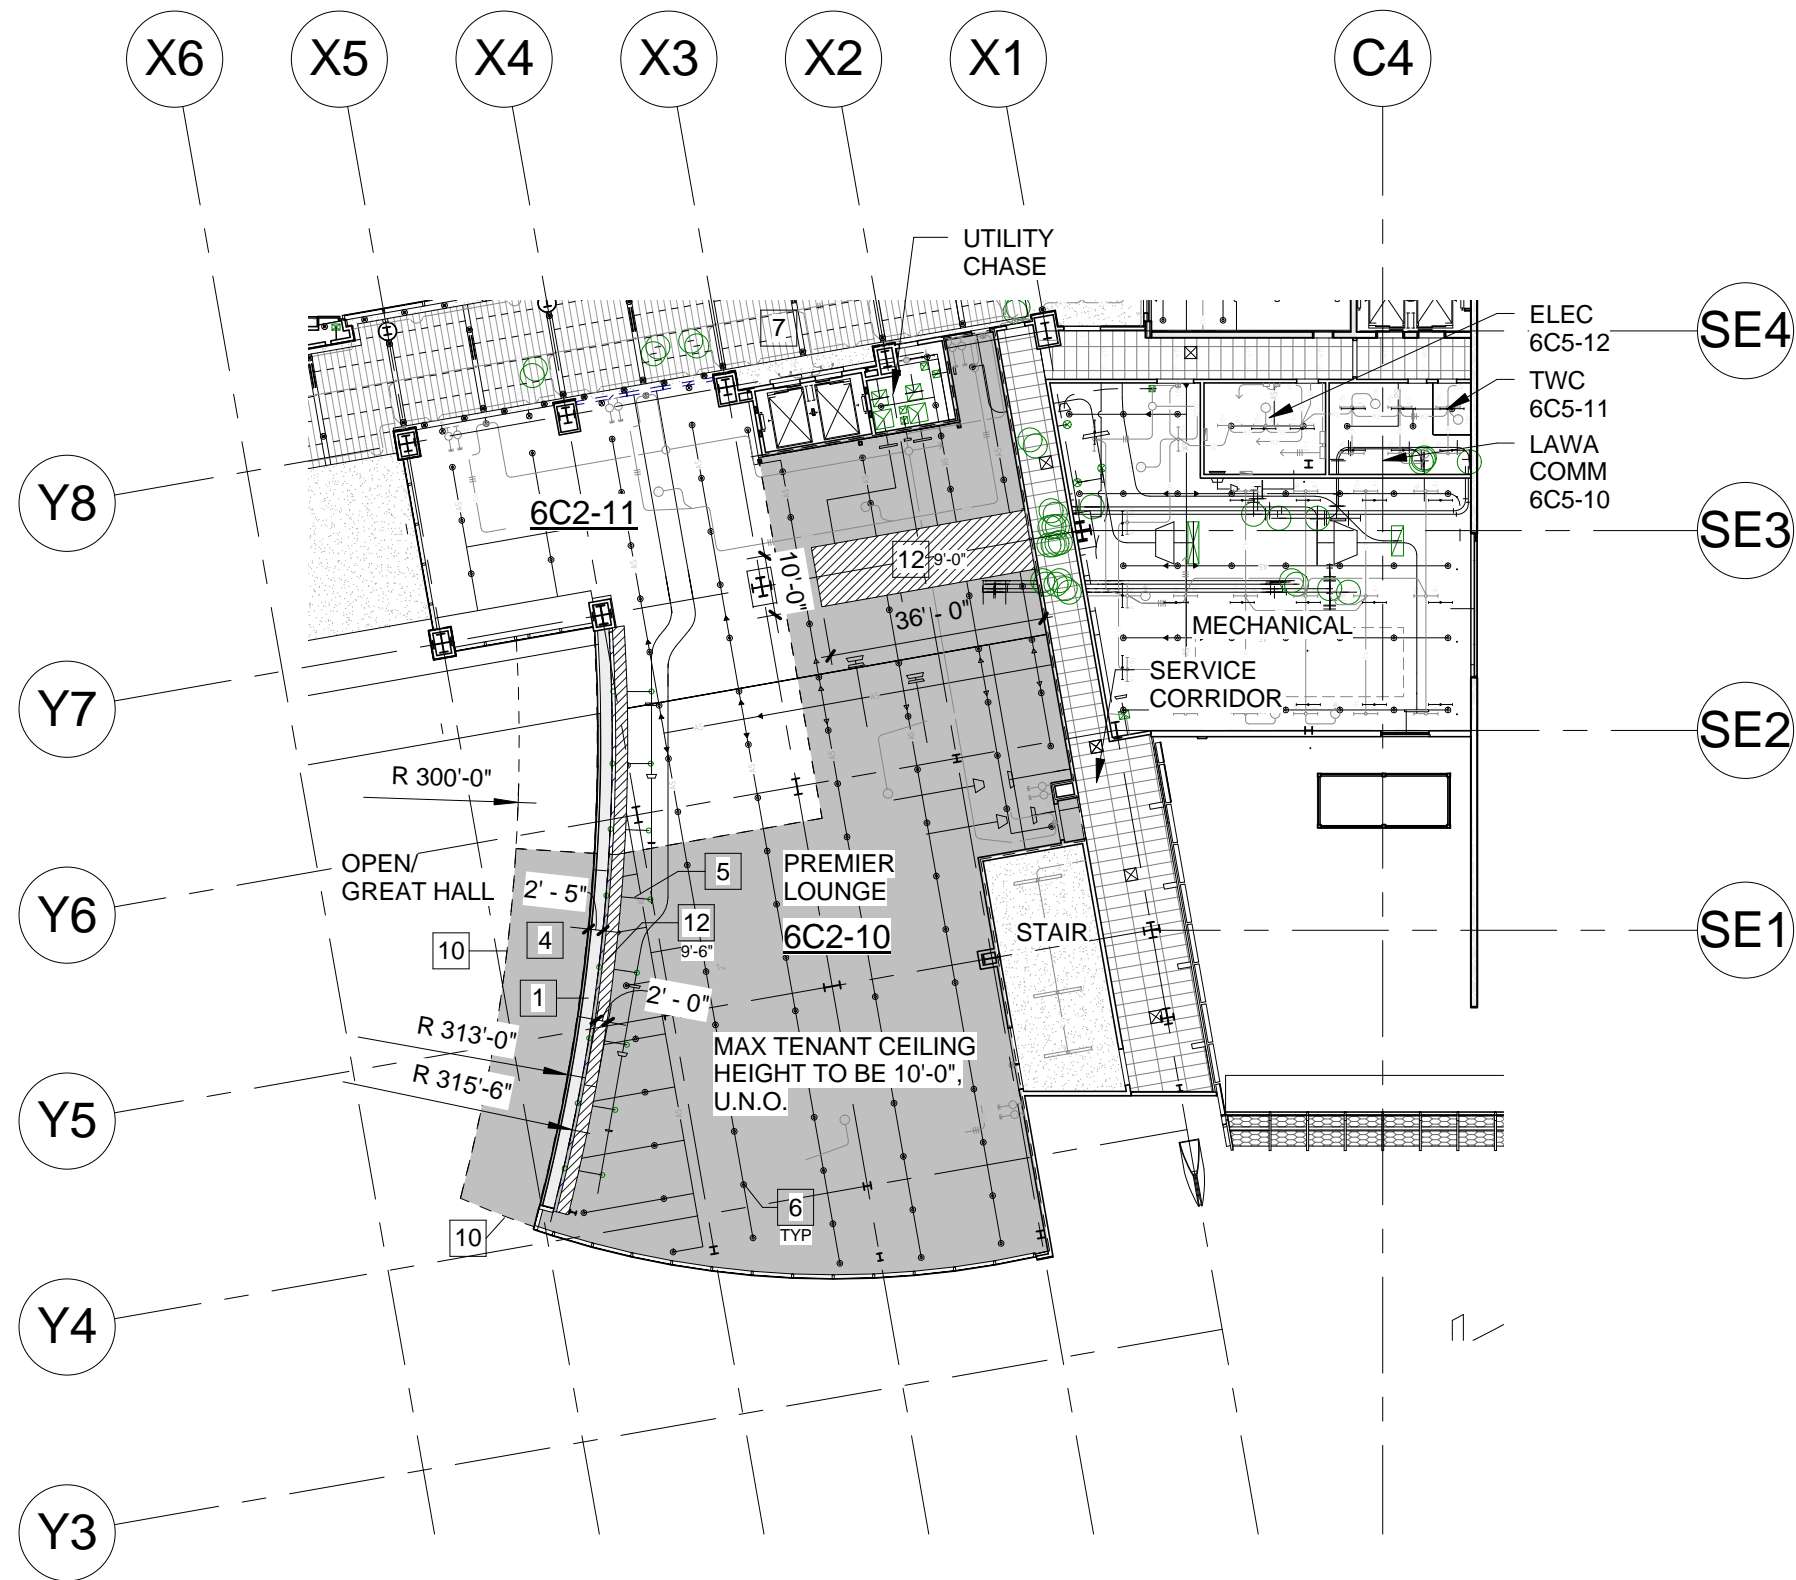 X6
X5
X4
X3
X2
X1
C4
UTILITY
CHASE
7
ELEC
6C5-12
SE4
TWC
6C5-11
LAWA
COMM
6C5-10
Y8
6C2-11
SE3
12
9'-0"
10'-0"
36' - 0"
MECHANICAL
Y7
SERVICE
CORRIDOR
SE2
R 300'-0"
OPEN/
GREAT HALL
5
PREMIER
LOUNGE
6C2-10
2' - 5"
Y6
4
12
9'-6"
10
STAIR
SE1
1
2' - 0"
R 313'-0"
R 315'-6"
MAX TENANT CEILING
HEIGHT TO BE 10'-0",
U.N.O.
Y5
6
TYP
10
Y4
Y3